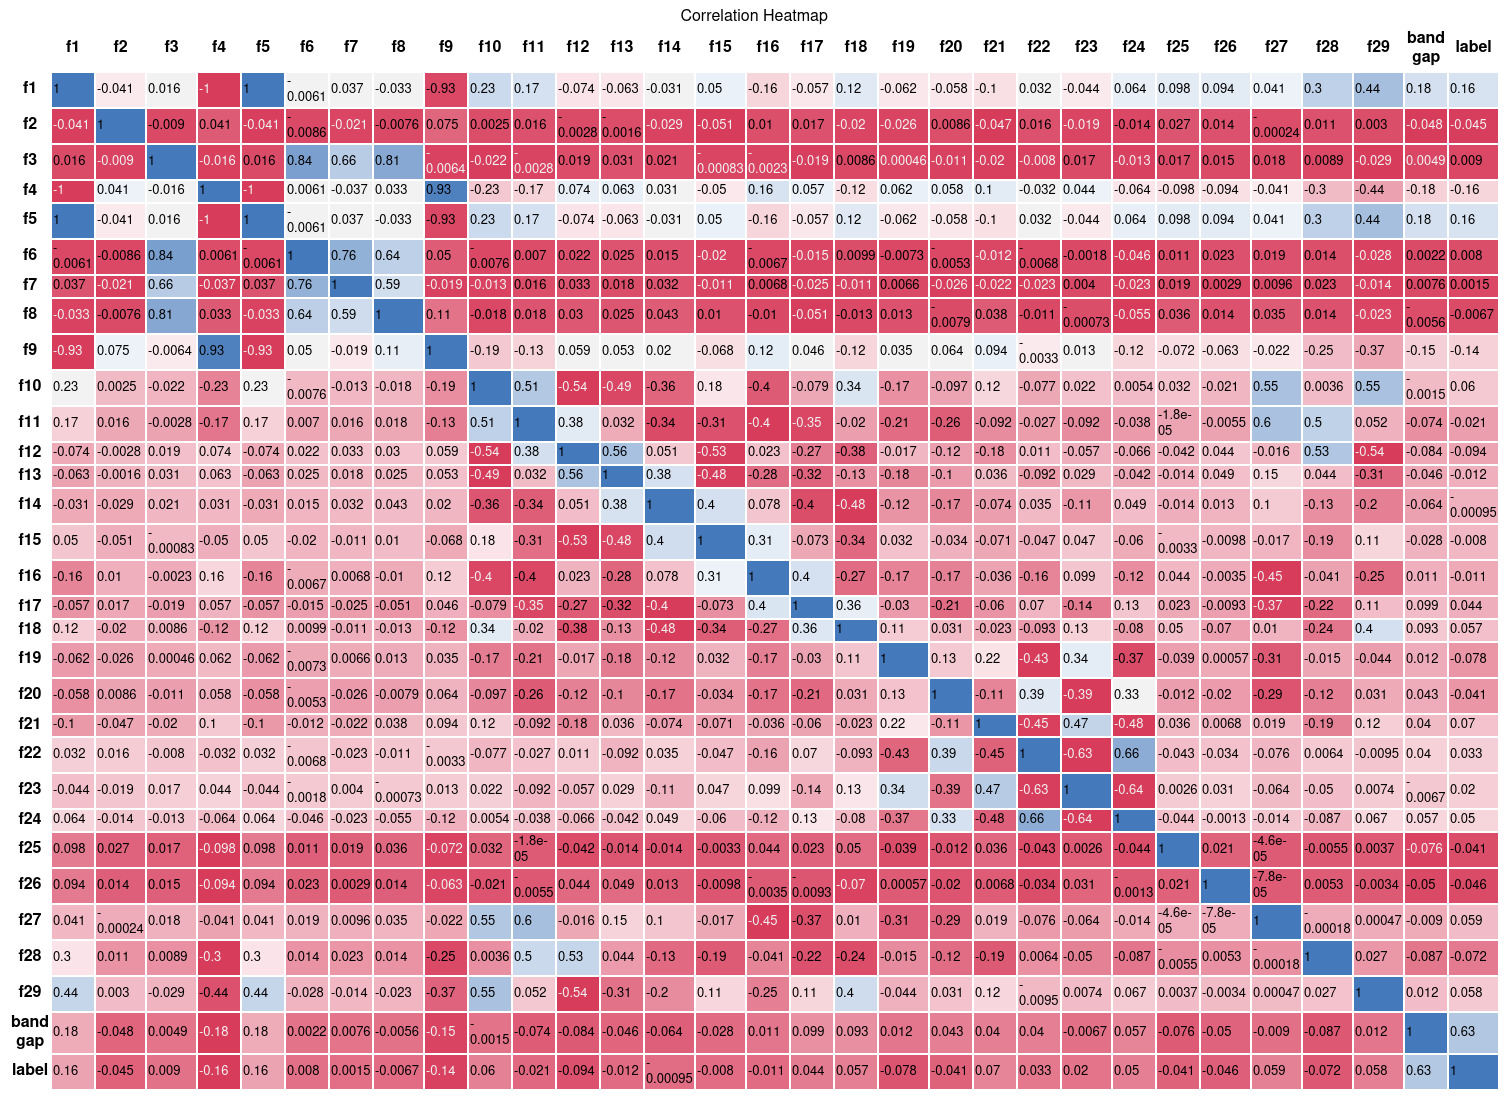 Correlation Heatmap
f1 f2 f3 f4 f5 f6 f7 f8 f9 f10 f11 f12 f13 f14 f15 f16 f17 f18 f19 f20 f21 f22 f23 f24 f25 f26 f27 f28 f29 band gap label
f1 1 -0.041 0.016 -1 1 -0.0061 0.037 -0.033 -0.93 0.23 0.17 -0.074 -0.063 -0.031 0.05 -0.16 -0.057 0.12 -0.062 -0.058 -0.1 0.032 -0.044 0.064 0.098 0.094 0.041 0.3 0.44 0.18 0.16
f2 -0.041 1 -0.009 0.041 -0.041 -0.0086 -0.021 -0.0076 0.075 0.0025 0.016 -0.0028 -0.0016 -0.029 -0.051 0.01 0.017 -0.02 -0.026 0.0086 -0.047 0.016 -0.019 -0.014 0.027 0.014 -0.00024 0.011 0.003 -0.048 -0.045
f3 0.016 -0.009 1 -0.016 0.016 0.84 0.66 0.81 -0.0064 -0.022 -0.0028 0.019 0.031 0.021 -0.00083 -0.0023 -0.019 0.0086 0.00046 -0.011 -0.02 -0.008 0.017 -0.013 0.017 0.015 0.018 0.0089 -0.029 0.0049 0.009
f4 -1 0.041 -0.016 1 -1 0.0061 -0.037 0.033 0.93 -0.23 -0.17 0.074 0.063 0.031 -0.05 0.16 0.057 -0.12 0.062 0.058 0.1 -0.032 0.044 -0.064 -0.098 -0.094 -0.041 -0.3 -0.44 -0.18 -0.16
f5 1 -0.041 0.016 -1 1 -0.0061 0.037 -0.033 -0.93 0.23 0.17 -0.074 -0.063 -0.031 0.05 -0.16 -0.057 0.12 -0.062 -0.058 -0.1 0.032 -0.044 0.064 0.098 0.094 0.041 0.3 0.44 0.18 0.16
f6 -0.0061 -0.0086 0.84 0.0061 -0.0061 1 0.76 0.64 0.05 -0.0076 0.007 0.022 0.025 0.015 -0.02 -0.0067 -0.015 0.0099 -0.0073 -0.0053 -0.012 -0.0068 -0.0018 -0.046 0.011 0.023 0.019 0.014 -0.028 0.0022 0.008
f7 0.037 -0.021 0.66 -0.037 0.037 0.76 1 0.59 -0.019 -0.013 0.016 0.033 0.018 0.032 -0.011 0.0068 -0.025 -0.011 0.0066 -0.026 -0.022 -0.023 0.004 -0.023 0.019 0.0029 0.0096 0.023 -0.014 0.0076 0.0015
f8 -0.033 -0.0076 0.81 0.033 -0.033 0.64 0.59 1 0.11 -0.018 0.018 0.03 0.025 0.043 0.01 -0.01 -0.051 -0.013 0.013 -0.0079 0.038 -0.011 -0.00073 -0.055 0.036 0.014 0.035 0.014 -0.023 -0.0056 -0.0067
f9 -0.93 0.075 -0.0064 0.93 -0.93 0.05 -0.019 0.11 1 -0.19 -0.13 0.059 0.053 0.02 -0.068 0.12 0.046 -0.12 0.035 0.064 0.094 -0.0033 0.013 -0.12 -0.072 -0.063 -0.022 -0.25 -0.37 -0.15 -0.14
f10 0.23 0.0025 -0.022 -0.23 0.23 -0.0076 -0.013 -0.018 -0.19 1 0.51 -0.54 -0.49 -0.36 0.18 -0.4 -0.079 0.34 -0.17 -0.097 0.12 -0.077 0.022 0.0054 0.032 -0.021 0.55 0.0036 0.55 -0.0015 0.06
f11 0.17 0.016 -0.0028 -0.17 0.17 0.007 0.016 0.018 -0.13 0.51 1 0.38 0.032 -0.34 -0.31 -0.4 -0.35 -0.02 -0.21 -0.26 -0.092 -0.027 -0.092 -0.038 -1.8e-05 -0.0055 0.6 0.5 0.052 -0.074 -0.021
f12 -0.074 -0.0028 0.019 0.074 -0.074 0.022 0.033 0.03 0.059 -0.54 0.38 1 0.56 0.051 -0.53 0.023 -0.27 -0.38 -0.017 -0.12 -0.18 0.011 -0.057 -0.066 -0.042 0.044 -0.016 0.53 -0.54 -0.084 -0.094
f13 -0.063 -0.0016 0.031 0.063 -0.063 0.025 0.018 0.025 0.053 -0.49 0.032 0.56 1 0.38 -0.48 -0.28 -0.32 -0.13 -0.18 -0.1 0.036 -0.092 0.029 -0.042 -0.014 0.049 0.15 0.044 -0.31 -0.046 -0.012
f14 -0.031 -0.029 0.021 0.031 -0.031 0.015 0.032 0.043 0.02 -0.36 -0.34 0.051 0.38 1 0.4 0.078 -0.4 -0.48 -0.12 -0.17 -0.074 0.035 -0.11 0.049 -0.014 0.013 0.1 -0.13 -0.2 -0.064 -0.00095
f15 0.05 -0.051 -0.00083 -0.05 0.05 -0.02 -0.011 0.01 -0.068 0.18 -0.31 -0.53 -0.48 0.4 1 0.31 -0.073 -0.34 0.032 -0.034 -0.071 -0.047 0.047 -0.06 -0.0033 -0.0098 -0.017 -0.19 0.11 -0.028 -0.008
f16 -0.16 0.01 -0.0023 0.16 -0.16 -0.0067 0.0068 -0.01 0.12 -0.4 -0.4 0.023 -0.28 0.078 0.31 1 0.4 -0.27 -0.17 -0.17 -0.036 -0.16 0.099 -0.12 0.044 -0.0035 -0.45 -0.041 -0.25 0.011 -0.011
f17 -0.057 0.017 -0.019 0.057 -0.057 -0.015 -0.025 -0.051 0.046 -0.079 -0.35 -0.27 -0.32 -0.4 -0.073 0.4 1 0.36 -0.03 -0.21 -0.06 0.07 -0.14 0.13 0.023 -0.0093 -0.37 -0.22 0.11 0.099 0.044
f18 0.12 -0.02 0.0086 -0.12 0.12 0.0099 -0.011 -0.013 -0.12 0.34 -0.02 -0.38 -0.13 -0.48 -0.34 -0.27 0.36 1 0.11 0.031 -0.023 -0.093 0.13 -0.08 0.05 -0.07 0.01 -0.24 0.4 0.093 0.057
f19 -0.062 -0.026 0.00046 0.062 -0.062 -0.0073 0.0066 0.013 0.035 -0.17 -0.21 -0.017 -0.18 -0.12 0.032 -0.17 -0.03 0.11 1 0.13 0.22 -0.43 0.34 -0.37 -0.039 0.00057 -0.31 -0.015 -0.044 0.012 -0.078
f20 -0.058 0.0086 -0.011 0.058 -0.058 -0.0053 -0.026 -0.0079 0.064 -0.097 -0.26 -0.12 -0.1 -0.17 -0.034 -0.17 -0.21 0.031 0.13 1 -0.11 0.39 -0.39 0.33 -0.012 -0.02 -0.29 -0.12 0.031 0.043 -0.041
f21 -0.1 -0.047 -0.02 0.1 -0.1 -0.012 -0.022 0.038 0.094 0.12 -0.092 -0.18 0.036 -0.074 -0.071 -0.036 -0.06 -0.023 0.22 -0.11 1 -0.45 0.47 -0.48 0.036 0.0068 0.019 -0.19 0.12 0.04 0.07
f22 0.032 0.016 -0.008 -0.032 0.032 -0.0068 -0.023 -0.011 -0.0033 -0.077 -0.027 0.011 -0.092 0.035 -0.047 -0.16 0.07 -0.093 -0.43 0.39 -0.45 1 -0.63 0.66 -0.043 -0.034 -0.076 0.0064 -0.0095 0.04 0.033
f23 -0.044 -0.019 0.017 0.044 -0.044 -0.0018 0.004 -0.00073 0.013 0.022 -0.092 -0.057 0.029 -0.11 0.047 0.099 -0.14 0.13 0.34 -0.39 0.47 -0.63 1 -0.64 0.0026 0.031 -0.064 -0.05 0.0074 -0.0067 0.02
f24 0.064 -0.014 -0.013 -0.064 0.064 -0.046 -0.023 -0.055 -0.12 0.0054 -0.038 -0.066 -0.042 0.049 -0.06 -0.12 0.13 -0.08 -0.37 0.33 -0.48 0.66 -0.64 1 -0.044 -0.0013 -0.014 -0.087 0.067 0.057 0.05
f25 0.098 0.027 0.017 -0.098 0.098 0.011 0.019 0.036 -0.072 0.032 -1.8e-05 -0.042 -0.014 -0.014 -0.0033 0.044 0.023 0.05 -0.039 -0.012 0.036 -0.043 0.0026 -0.044 1 0.021 -4.6e-05 -0.0055 0.0037 -0.076 -0.041
f26 0.094 0.014 0.015 -0.094 0.094 0.023 0.0029 0.014 -0.063 -0.021 -0.0055 0.044 0.049 0.013 -0.0098 -0.0035 -0.0093 -0.07 0.00057 -0.02 0.0068 -0.034 0.031 -0.0013 0.021 1 -7.8e-05 0.0053 -0.0034 -0.05 -0.046
f27 0.041 -0.00024 0.018 -0.041 0.041 0.019 0.0096 0.035 -0.022 0.55 0.6 -0.016 0.15 0.1 -0.017 -0.45 -0.37 0.01 -0.31 -0.29 0.019 -0.076 -0.064 -0.014 -4.6e-05 -7.8e-05 1 -0.00018 0.00047 -0.009 0.059
f28 0.3 0.011 0.0089 -0.3 0.3 0.014 0.023 0.014 -0.25 0.0036 0.5 0.53 0.044 -0.13 -0.19 -0.041 -0.22 -0.24 -0.015 -0.12 -0.19 0.0064 -0.05 -0.087 -0.0055 0.0053 -0.00018 1 0.027 -0.087 -0.072
f29 0.44 0.003 -0.029 -0.44 0.44 -0.028 -0.014 -0.023 -0.37 0.55 0.052 -0.54 -0.31 -0.2 0.11 -0.25 0.11 0.4 -0.044 0.031 0.12 -0.0095 0.0074 0.067 0.0037 -0.0034 0.00047 0.027 1 0.012 0.058
band gap 0.18 -0.048 0.0049 -0.18 0.18 0.0022 0.0076 -0.0056 -0.15 -0.0015 -0.074 -0.084 -0.046 -0.064 -0.028 0.011 0.099 0.093 0.012 0.043 0.04 0.04 -0.0067 0.057 -0.076 -0.05 -0.009 -0.087 0.012 1 0.63
label 0.16 -0.045 0.009 -0.16 0.16 0.008 0.0015 -0.0067 -0.14 0.06 -0.021 -0.094 -0.012 -0.00095 -0.008 -0.011 0.044 0.057 -0.078 -0.041 0.07 0.033 0.02 0.05 -0.041 -0.046 0.059 -0.072 0.058 0.63 1